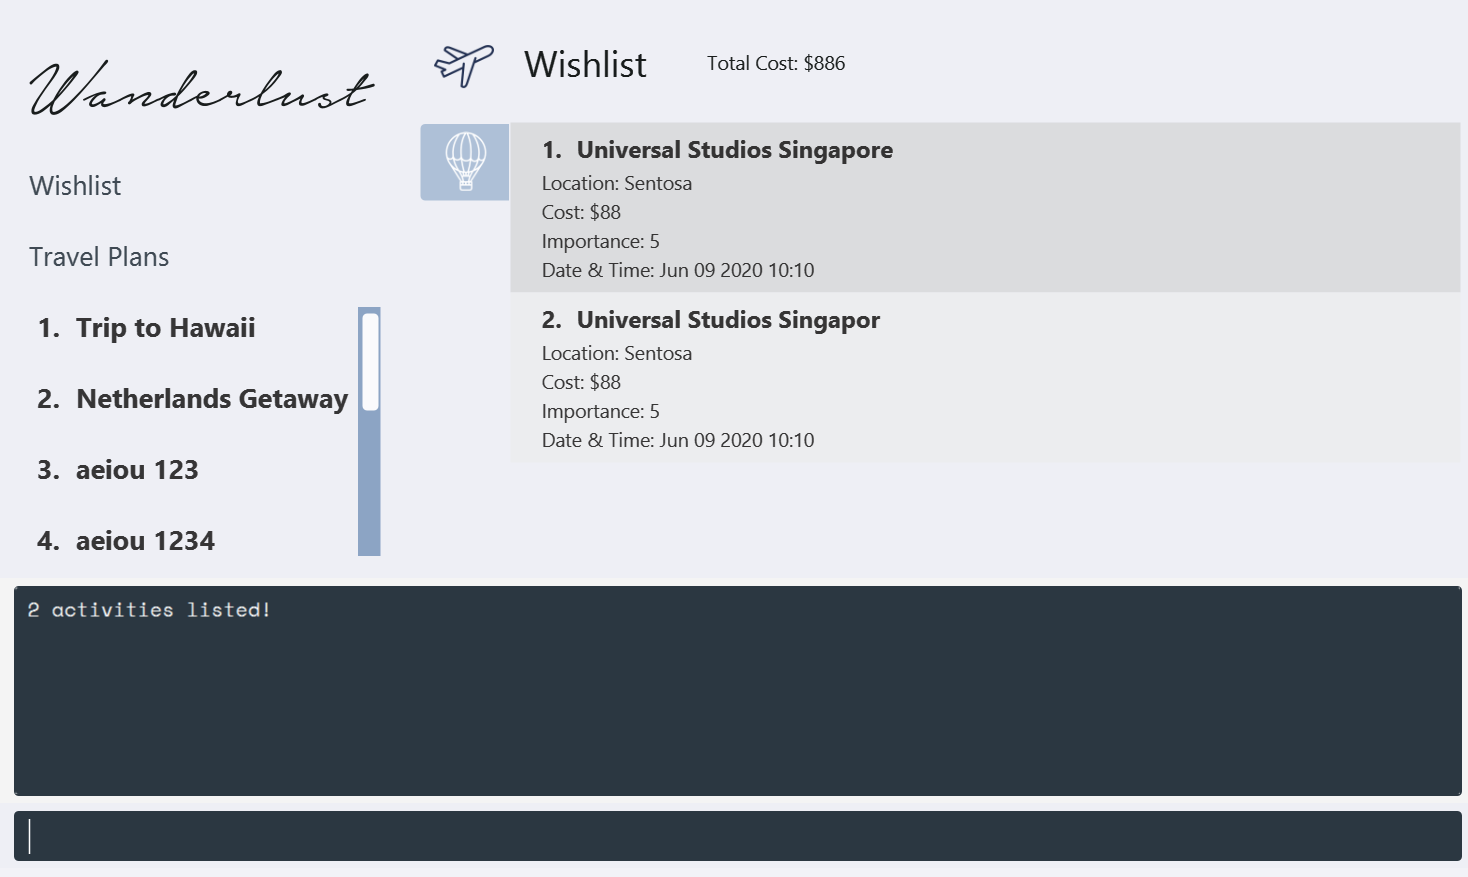 Wanderlust
Wishlist
Travel Plans
1. Trip to Hawaii
2. Netherlands Getaway
3. aeiou 123
4. aeiou 1234
Wishlist
Total Cost: $886
1. Universal Studios Singapore
Location: Sentosa
Cost: $88
Importance: 5
Date & Time: Jun 09 2020 10:10
2. Universal Studios Singapor
Location: Sentosa
Cost: $88
Importance: 5
Date & Time: Jun 09 2020 10:10
2 activities listed!